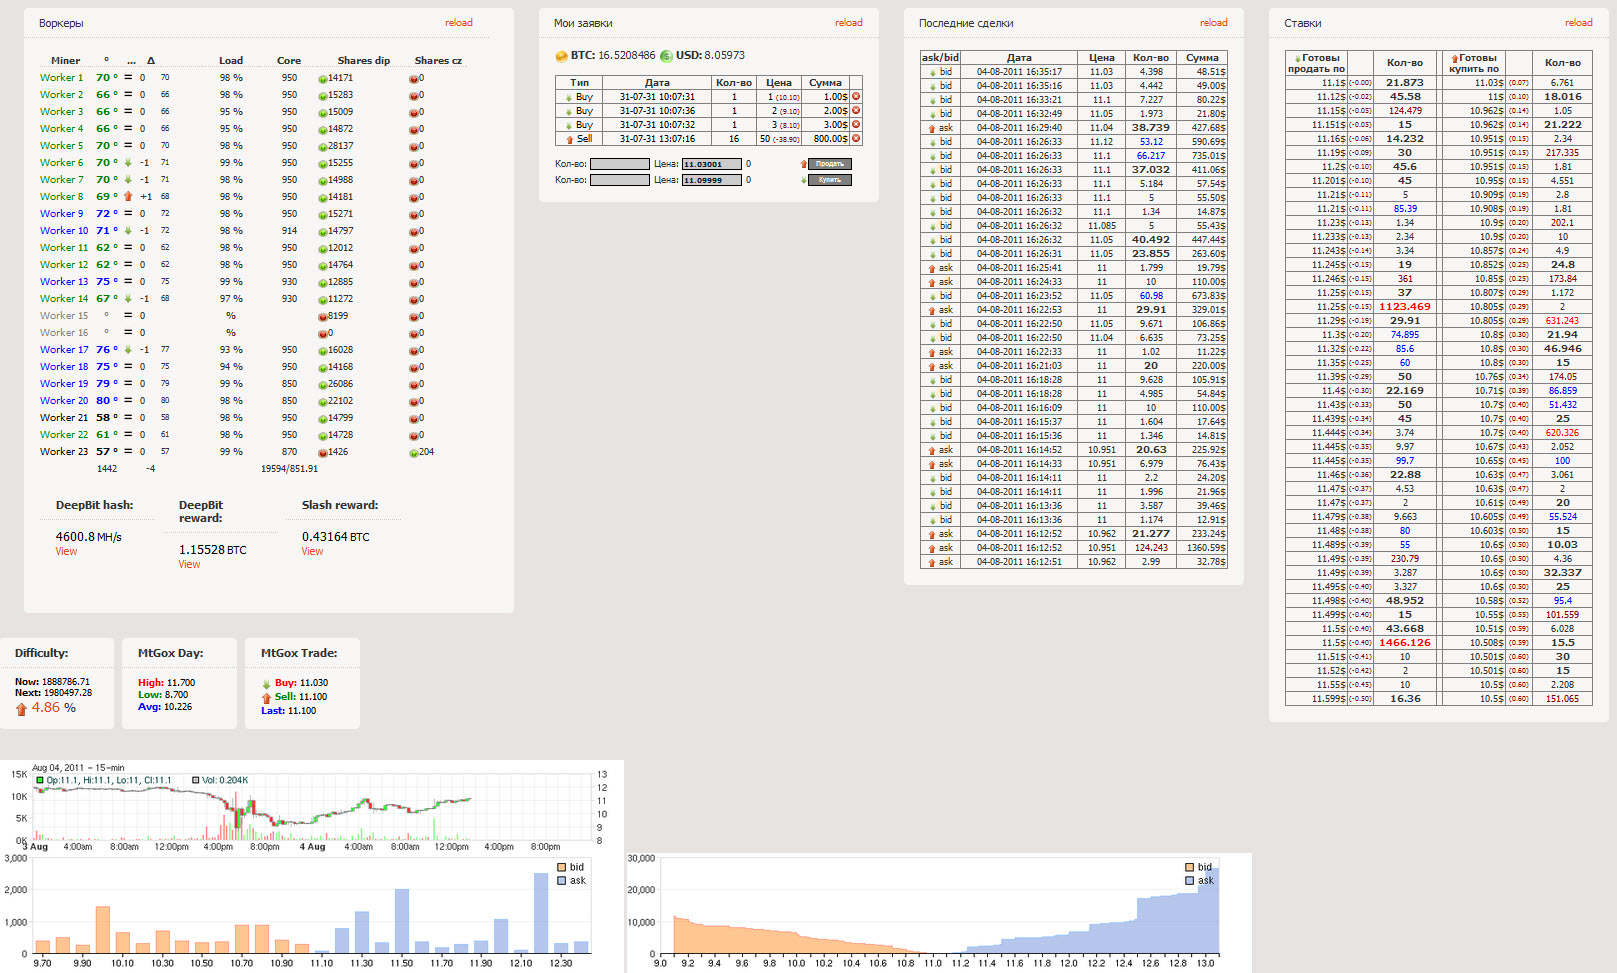 Воркеры reload
Miner ° ... Δ Load Core Shares dip Shares cz
Worker 1 70 ° = 0 70 98 % 950 14171 0
Worker 2 66 ° = 0 66 98 % 950 15283 0
Worker 3 66 ° = 0 66 95 % 950 15009 0
Worker 4 66 ° = 0 66 95 % 950 14872 0
Worker 5 70 ° = 0 70 98 % 950 28137 0
Worker 6 70 ° -1 71 99 % 950 15255 0
Worker 7 70 ° -1 71 98 % 950 14988 0
Worker 8 69 ° +1 68 98 % 950 14181 0
Worker 9 72 ° = 0 72 98 % 950 15271 0
Worker 10 71 ° -1 72 98 % 914 14797 0
Worker 11 62 ° = 0 62 98 % 950 12012 0
Worker 12 62 ° = 0 62 98 % 950 14764 0
Worker 13 75 ° = 0 75 99 % 930 12885 0
Worker 14 67 ° -1 68 97 % 930 11272 0
Worker 15 ° = 0 % 8199 0
Worker 16 ° = 0 % 0 0
Worker 17 76 ° -1 77 93 % 950 16028 0
Worker 18 75 ° = 0 75 94 % 950 14168 0
Worker 19 79 ° = 0 79 99 % 850 26086 0
Worker 20 80 ° = 0 80 98 % 850 22102 0
Worker 21 58 ° = 0 58 98 % 950 14799 0
Worker 22 61 ° = 0 61 98 % 950 14728 0
Worker 23 57 ° = 0 57 99 % 870 1426 204
1442 -4 19594/851.91
DeepBit hash:
4600.8 MH/s
View
DeepBit
reward:
1.15528 BTC
View
Slash reward:
0.43164 BTC
View
Мои заявки reload
BTC: 16.5208486 USD: 8.05973
Тип Дата Кол-во Цена Сумма
Buy 31-07-31 10:07:31 1 1 (10.10) 1.00$
Buy 31-07-31 10:07:36 1 2 (9.10) 2.00$
Buy 31-07-31 10:07:32 1 3 (8.10) 3.00$
Sell 31-07-31 13:07:16 16 50 (-38.90) 800.00$
Кол-во: Цена: 11.03001 0 Продать
Кол-во: Цена: 11.09999 0 Купить
Последние сделки reload
ask/bid Дата Цена Кол-во Сумма
bid 04-08-2011 16:35:17 11.03 4.398 48.51$
bid 04-08-2011 16:35:16 11.03 4.442 49.00$
bid 04-08-2011 16:33:21 11.1 7.227 80.22$
bid 04-08-2011 16:32:49 11.05 1.973 21.80$
ask 04-08-2011 16:29:40 11.04 38.739 427.68$
bid 04-08-2011 16:26:33 11.12 53.12 590.69$
bid 04-08-2011 16:26:33 11.1 66.217 735.01$
bid 04-08-2011 16:26:33 11.1 37.032 411.06$
bid 04-08-2011 16:26:33 11.1 5.184 57.54$
bid 04-08-2011 16:26:33 11.1 5 55.50$
bid 04-08-2011 16:26:32 11.1 1.34 14.87$
bid 04-08-2011 16:26:32 11.085 5 55.43$
bid 04-08-2011 16:26:32 11.05 40.492 447.44$
bid 04-08-2011 16:26:31 11.05 23.855 263.60$
ask 04-08-2011 16:25:41 11 1.799 19.79$
ask 04-08-2011 16:24:33 11 10 110.00$
bid 04-08-2011 16:23:52 11.05 60.98 673.83$
ask 04-08-2011 16:22:53 11 29.91 329.01$
bid 04-08-2011 16:22:50 11.05 9.671 106.86$
bid 04-08-2011 16:22:50 11.04 6.635 73.25$
ask 04-08-2011 16:22:33 11 1.02 11.22$
ask 04-08-2011 16:21:03 11 20 220.00$
bid 04-08-2011 16:18:28 11 9.628 105.91$
bid 04-08-2011 16:18:28 11 4.985 54.84$
bid 04-08-2011 16:16:09 11 10 110.00$
bid 04-08-2011 16:15:37 11 1.604 17.64$
bid 04-08-2011 16:15:36 11 1.346 14.81$
ask 04-08-2011 16:14:52 10.951 20.63 225.92$
ask 04-08-2011 16:14:33 10.951 6.979 76.43$
bid 04-08-2011 16:14:11 11 2.2 24.20$
bid 04-08-2011 16:14:11 11 1.996 21.96$
bid 04-08-2011 16:13:36 11 3.587 39.46$
bid 04-08-2011 16:13:36 11 1.174 12.91$
ask 04-08-2011 16:12:52 10.962 21.277 233.24$
ask 04-08-2011 16:12:52 10.951 124.243 1360.59$
ask 04-08-2011 16:12:51 10.962 2.99 32.78$
Ставки reload
Готовы продать по Кол-во Готовы купить по Кол-во
11.1$ (-0.00) 21.873 11.03$ (0.07) 6.761
11.12$ (-0.02) 45.58 11$ (0.10) 18.016
11.15$ (-0.05) 124.479 10.962$ (0.14) 1.05
11.151$ (-0.05) 15 10.962$ (0.14) 21.222
11.16$ (-0.06) 14.232 10.951$ (0.15) 2.34
11.19$ (-0.09) 30 10.951$ (0.15) 217.335
11.2$ (-0.10) 45.6 10.951$ (0.15) 1.81
11.201$ (-0.10) 45 10.95$ (0.15) 4.551
11.21$ (-0.11) 5 10.909$ (0.19) 2.8
11.21$ (-0.11) 85.39 10.908$ (0.19) 1.81
11.23$ (-0.13) 1.34 10.9$ (0.20) 202.1
11.233$ (-0.13) 2.34 10.9$ (0.20) 10
11.243$ (-0.14) 3.34 10.857$ (0.24) 4.9
11.245$ (-0.15) 19 10.852$ (0.25) 24.8
11.246$ (-0.15) 361 10.85$ (0.25) 173.84
11.25$ (-0.15) 37 10.807$ (0.29) 1.172
11.25$ (-0.15) 1123.469 10.805$ (0.29) 2
11.29$ (-0.19) 29.91 10.805$ (0.29) 631.243
11.3$ (-0.20) 74.895 10.8$ (0.30) 21.94
11.32$ (-0.22) 85.6 10.8$ (0.30) 46.946
11.35$ (-0.25) 60 10.8$ (0.30) 15
11.39$ (-0.29) 50 10.76$ (0.34) 174.05
11.4$ (-0.30) 22.169 10.71$ (0.39) 86.859
11.43$ (-0.33) 50 10.7$ (0.40) 51.432
11.439$ (-0.34) 45 10.7$ (0.40) 25
11.444$ (-0.34) 3.74 10.7$ (0.40) 620.326
11.445$ (-0.35) 9.97 10.67$ (0.43) 2.052
11.445$ (-0.35) 99.7 10.65$ (0.45) 100
11.46$ (-0.36) 22.88 10.63$ (0.47) 3.061
11.47$ (-0.37) 4.53 10.63$ (0.47) 2
11.47$ (-0.37) 2 10.61$ (0.49) 20
11.479$ (-0.38) 9.663 10.605$ (0.49) 55.524
11.48$ (-0.38) 80 10.603$ (0.50) 15
11.489$ (-0.39) 55 10.6$ (0.50) 10.03
11.49$ (-0.39) 230.79 10.6$ (0.50) 4.36
11.49$ (-0.39) 3.287 10.6$ (0.50) 32.337
11.495$ (-0.40) 3.327 10.6$ (0.50) 25
11.498$ (-0.40) 48.952 10.58$ (0.52) 95.4
11.499$ (-0.40) 15 10.55$ (0.55) 101.559
11.5$ (-0.40) 43.668 10.51$ (0.59) 6.028
11.5$ (-0.40) 1466.126 10.508$ (0.59) 15.5
11.51$ (-0.41) 10 10.501$ (0.60) 30
11.52$ (-0.42) 2 10.501$ (0.60) 15
11.55$ (-0.45) 10 10.5$ (0.60) 2.208
11.599$ (-0.50) 16.36 10.5$ (0.60) 151.065
Difficulty:
Now: 1888786.71
Next: 1980497.28
4.86 %
MtGox Day:
High: 11.700
Low: 8.700
Avg: 10.226
MtGox Trade:
Buy: 11.030
Sell: 11.100
Last: 11.100
Aug 04, 2011 - 15-min
Op:11.1, Hi:11.1, Lo:11, Cl:11.1 Vol: 0.204K
15K 13
12
10K 11
10
5K 9
0K 8
3 Aug 4:00am 8:00am 12:00pm 4:00pm 8:00pm 4 Aug 4:00am 8:00am 12:00pm 4:00pm 8:00pm
3,000
bid
ask
2,000
1,000
0
9.70 9.90 10.10 10.30 10.50 10.70 10.90 11.10 11.30 11.50 11.70 11.90 12.10 12.30
30,000
bid
ask
20,000
10,000
0
9.0 9.2 9.4 9.6 9.8 10.0 10.2 10.4 10.6 10.8 11.0 11.2 11.4 11.6 11.8 12.0 12.2 12.4 12.6 12.8 13.0